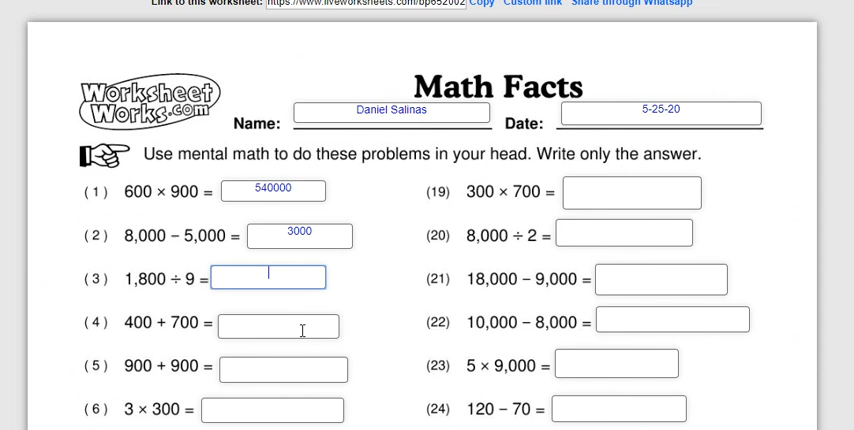 Link to this worksheet: https://www.liveworksheets.com/bp652002 Copy Custom link Share through Whatsapp
Worksheet
Works.com
Math Facts
Name: Daniel Salinas Date: 5-25-20
Use mental math to do these problems in your head. Write only the answer.
( 1 ) 600 × 900 = 540000
( 2 ) 8,000 − 5,000 = 3000
( 3 ) 1,800 ÷ 9 =
( 4 ) 400 + 700 =
( 5 ) 900 + 900 =
( 6 ) 3 × 300 =
(19) 300 × 700 =
(20) 8,000 ÷ 2 =
(21) 18,000 − 9,000 =
(22) 10,000 − 8,000 =
(23) 5 × 9,000 =
(24) 120 − 70 =